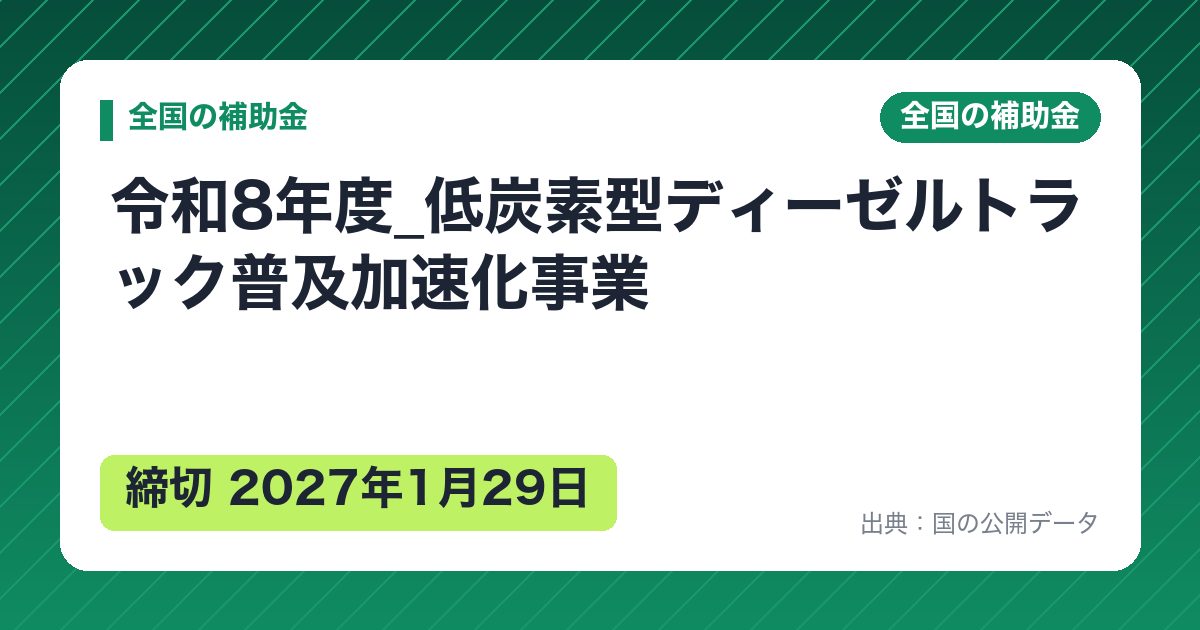 全国の補助金
全国の補助金
令和8年度_低炭素型ディーゼルトラ
ック普及加速化事業
締切 2027年1月29日
出典：国の公開データ